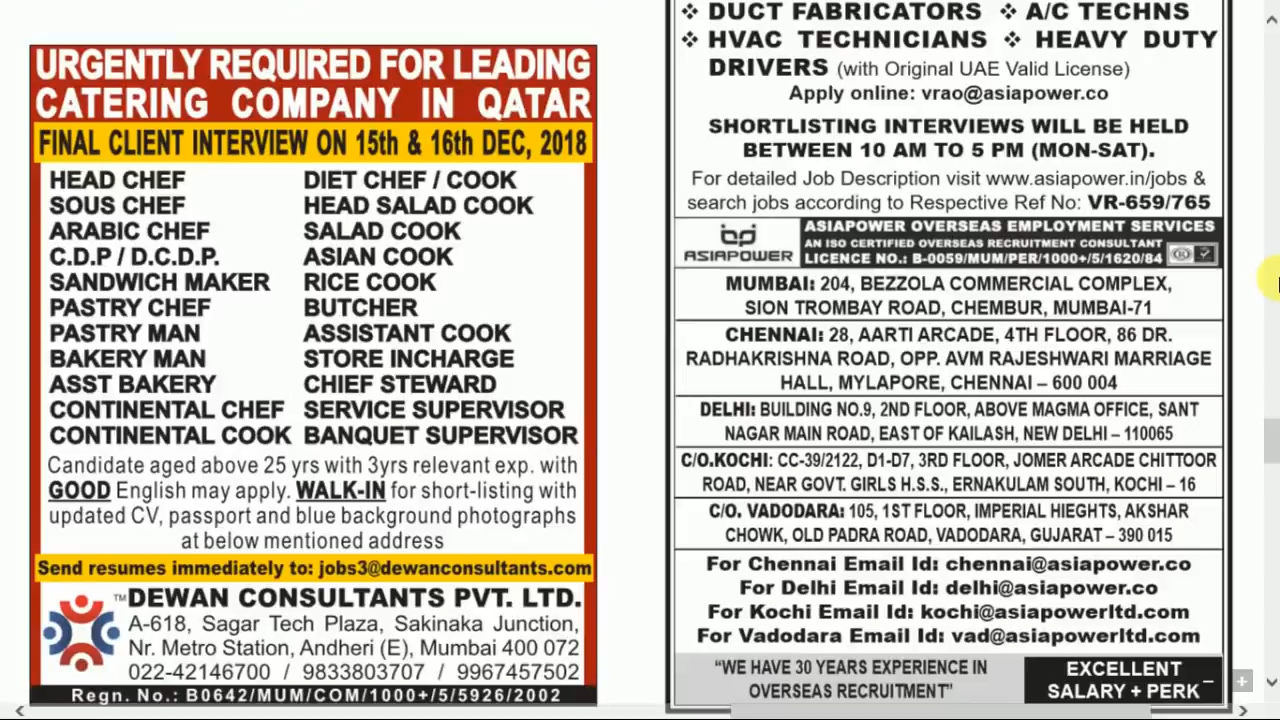 URGENTLY REQUIRED FOR LEADING
CATERING COMPANY IN QATAR
FINAL CLIENT INTERVIEW ON 15th & 16th DEC, 2018
HEAD CHEF
SOUS CHEF
ARABIC CHEF
C.D.P / D.C.D.P.
SANDWICH MAKER
PASTRY CHEF
PASTRY MAN
BAKERY MAN
ASST BAKERY
CONTINENTAL CHEF
CONTINENTAL COOK
DIET CHEF / COOK
HEAD SALAD COOK
SALAD COOK
ASIAN COOK
RICE COOK
BUTCHER
ASSISTANT COOK
STORE INCHARGE
CHIEF STEWARD
SERVICE SUPERVISOR
BANQUET SUPERVISOR
Candidate aged above 25 yrs with 3yrs relevant exp. with
GOOD English may apply. WALK-IN for short-listing with
updated CV, passport and blue background photographs
at below mentioned address
Send resumes immediately to: jobs3@dewanconsultants.com
TM DEWAN CONSULTANTS PVT. LTD.
A-618, Sagar Tech Plaza, Sakinaka Junction,
Nr. Metro Station, Andheri (E), Mumbai 400 072
022-42146700 / 9833803707 / 9967457502
Regn. No.: B0642/MUM/COM/1000+/5/5926/2002
❖ DUCT FABRICATORS ❖ A/C TECHNS
❖ HVAC TECHNICIANS ❖ HEAVY DUTY
DRIVERS (with Original UAE Valid License)
Apply online: vrao@asiapower.co
SHORTLISTING INTERVIEWS WILL BE HELD
BETWEEN 10 AM TO 5 PM (MON-SAT).
For detailed Job Description visit www.asiapower.in/jobs &
search jobs according to Respective Ref No: VR-659/765
ASIAPOWER
ASIAPOWER OVERSEAS EMPLOYMENT SERVICES
AN ISO CERTIFIED OVERSEAS RECRUITMENT CONSULTANT
LICENCE NO.: B-0059/MUM/PER/1000+/5/1620/84
MUMBAI: 204, BEZZOLA COMMERCIAL COMPLEX,
SION TROMBAY ROAD, CHEMBUR, MUMBAI-71
CHENNAI: 28, AARTI ARCADE, 4TH FLOOR, 86 DR.
RADHAKRISHNA ROAD, OPP. AVM RAJESHWARI MARRIAGE
HALL, MYLAPORE, CHENNAI – 600 004
DELHI: BUILDING NO.9, 2ND FLOOR, ABOVE MAGMA OFFICE, SANT
NAGAR MAIN ROAD, EAST OF KAILASH, NEW DELHI – 110065
C/O.KOCHI: CC-39/2122, D1-D7, 3RD FLOOR, JOMER ARCADE CHITTOOR
ROAD, NEAR GOVT. GIRLS H.S.S., ERNAKULAM SOUTH, KOCHI – 16
C/O. VADODARA: 105, 1ST FLOOR, IMPERIAL HIEGHTS, AKSHAR
CHOWK, OLD PADRA ROAD, VADODARA, GUJARAT – 390 015
For Chennai Email Id: chennai@asiapower.co
For Delhi Email Id: delhi@asiapower.co
For Kochi Email Id: kochi@asiapowerltd.com
For Vadodara Email Id: vad@asiapowerltd.com
“WE HAVE 30 YEARS EXPERIENCE IN
OVERSEAS RECRUITMENT”
EXCELLENT
SALARY + PERK